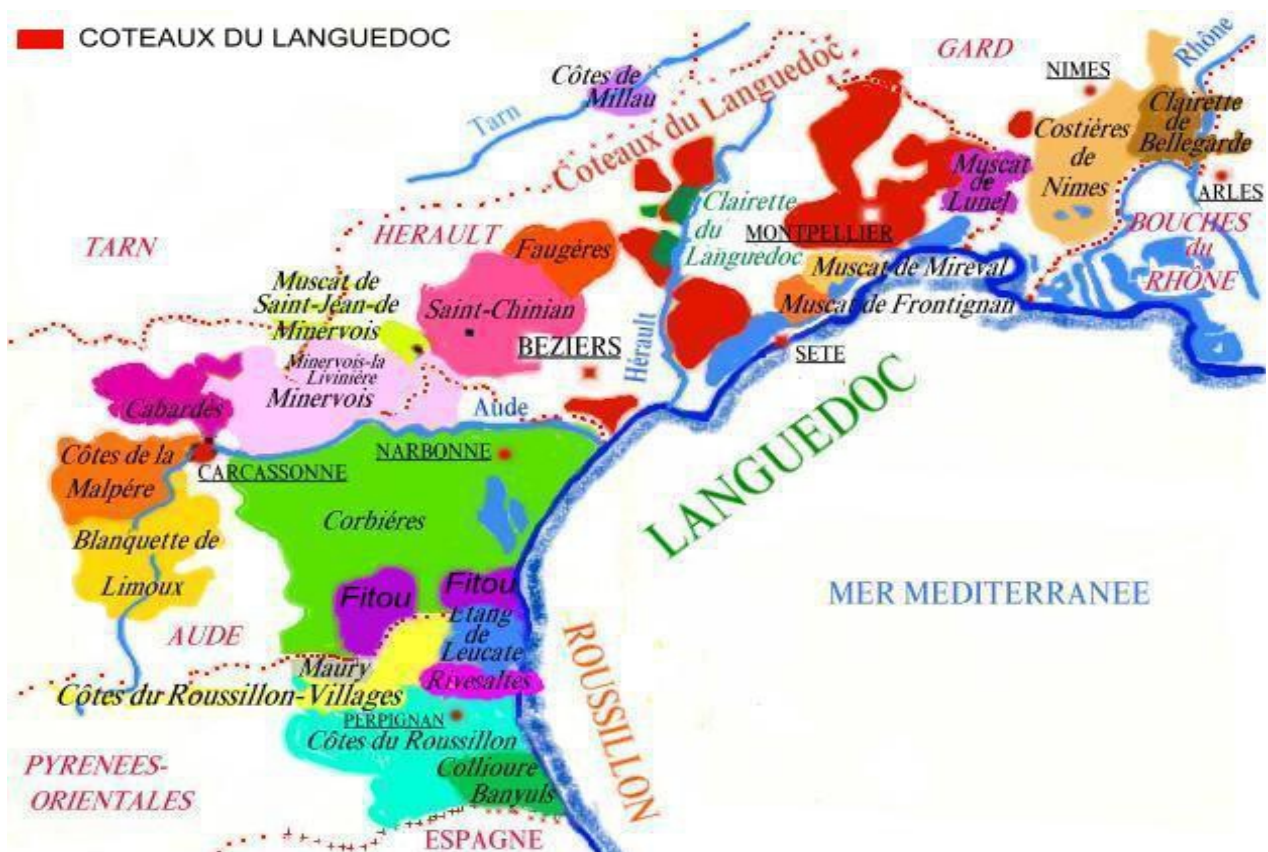 COTEAUX DU LANGUEDOC
GARD
Rhône
Côtes de
Millau
NIMES
Tarn
Coteaux du Languedoc
Clairette
de
Bellegarde
Costières
de
Nimes
Muscat
de
Lunel
ARLES
Clairette
du
Languedoc
MONTPELLIER
BOUCHES
du
RHÔNE
TARN
HERAULT
Faugères
Muscat de Mireval
Muscat de
Saint-Jean-de
Minervois
Saint-Chinian
Muscat de Frontignan
BEZIERS
Hérault
SETE
Minervois-la
Livinière
Minervois
Cabardès
Aude
LANGUEDOC
Côtes de la
Malpére
CARCASSONNE
NARBONNE
Corbiéres
Blanquette de
Limoux
Fitou
Fitou
MER MEDITERRANEE
Etang
de
Leucate
AUDE
Maury
Rivesaltes
ROUSSILLON
Côtes du Roussillon-Villages
PERPIGNAN
Côtes du Roussillon
PYRENEES-
ORIENTALES
Collioure
Banyuls
ESPAGNE